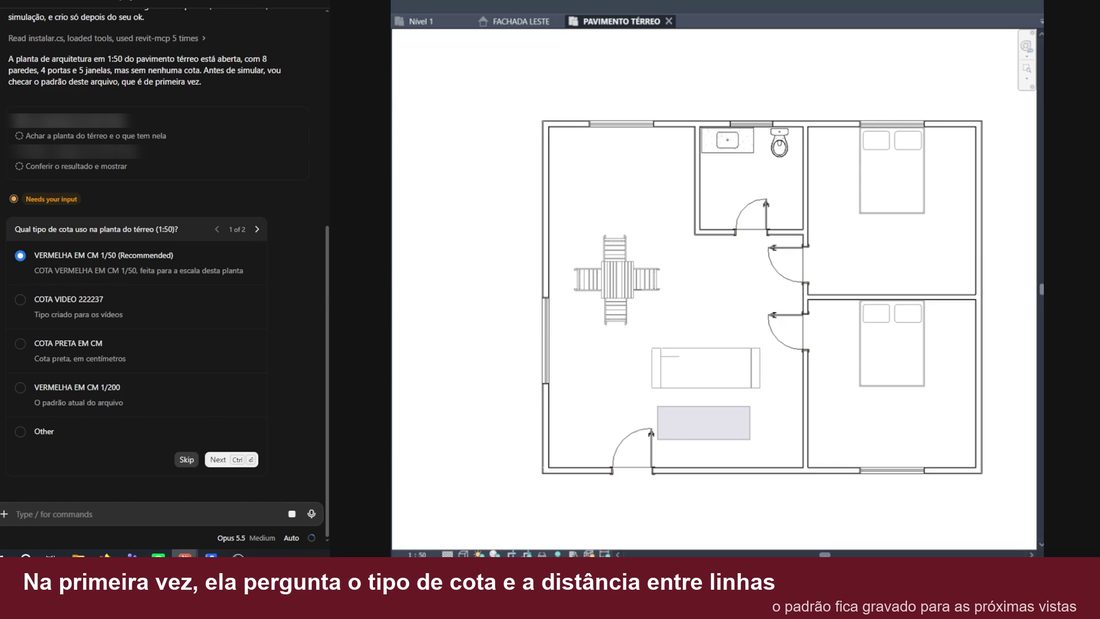 simulação, e crio só depois do seu ok.
Read instalar.cs, loaded tools, used revit-mcp 5 times >
A planta de arquitetura em 1:50 do pavimento térreo está aberta, com 8
paredes, 4 portas e 5 janelas, mas sem nenhuma cota. Antes de simular, vou
checar o padrão deste arquivo, que é de primeira vez.
Achar a planta do térreo e o que tem nela
Conferir o resultado e mostrar
Needs your input
Qual tipo de cota uso na planta do térreo (1:50)?
1 of 2
VERMELHA EM CM 1/50 (Recommended)
COTA VERMELHA EM CM 1/50, feita para a escala desta planta
COTA VIDEO 222237
Tipo criado para os vídeos
COTA PRETA EM CM
Cota preta, em centímetros
VERMELHA EM CM 1/200
O padrão atual do arquivo
Other
Skip
Next Ctrl
Type / for commands
Opus 5.5 Medium Auto
Nível 1
FACHADA LESTE
PAVIMENTO TÉRREO
1 : 50
Na primeira vez, ela pergunta o tipo de cota e a distância entre linhas
o padrão fica gravado para as próximas vistas